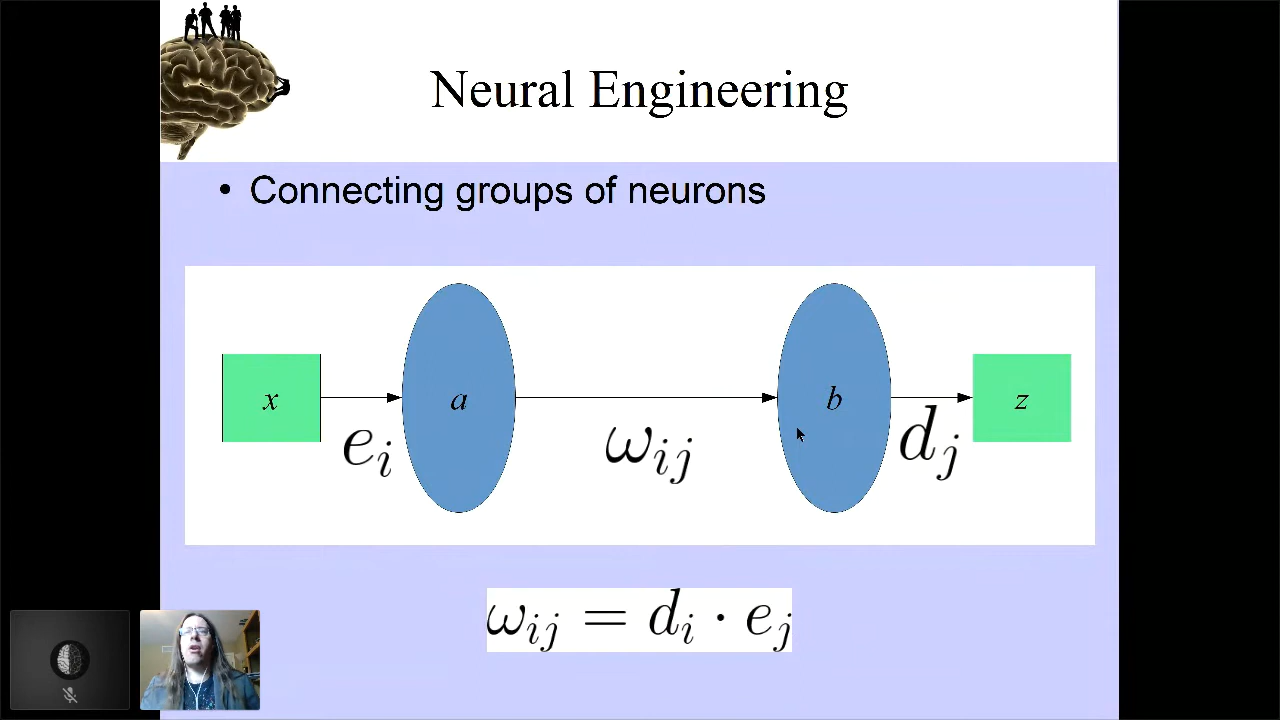 Neural Engineering
• Connecting groups of neurons
x a b z
e_i ω_ij d_j
ω_ij = d_i · e_j